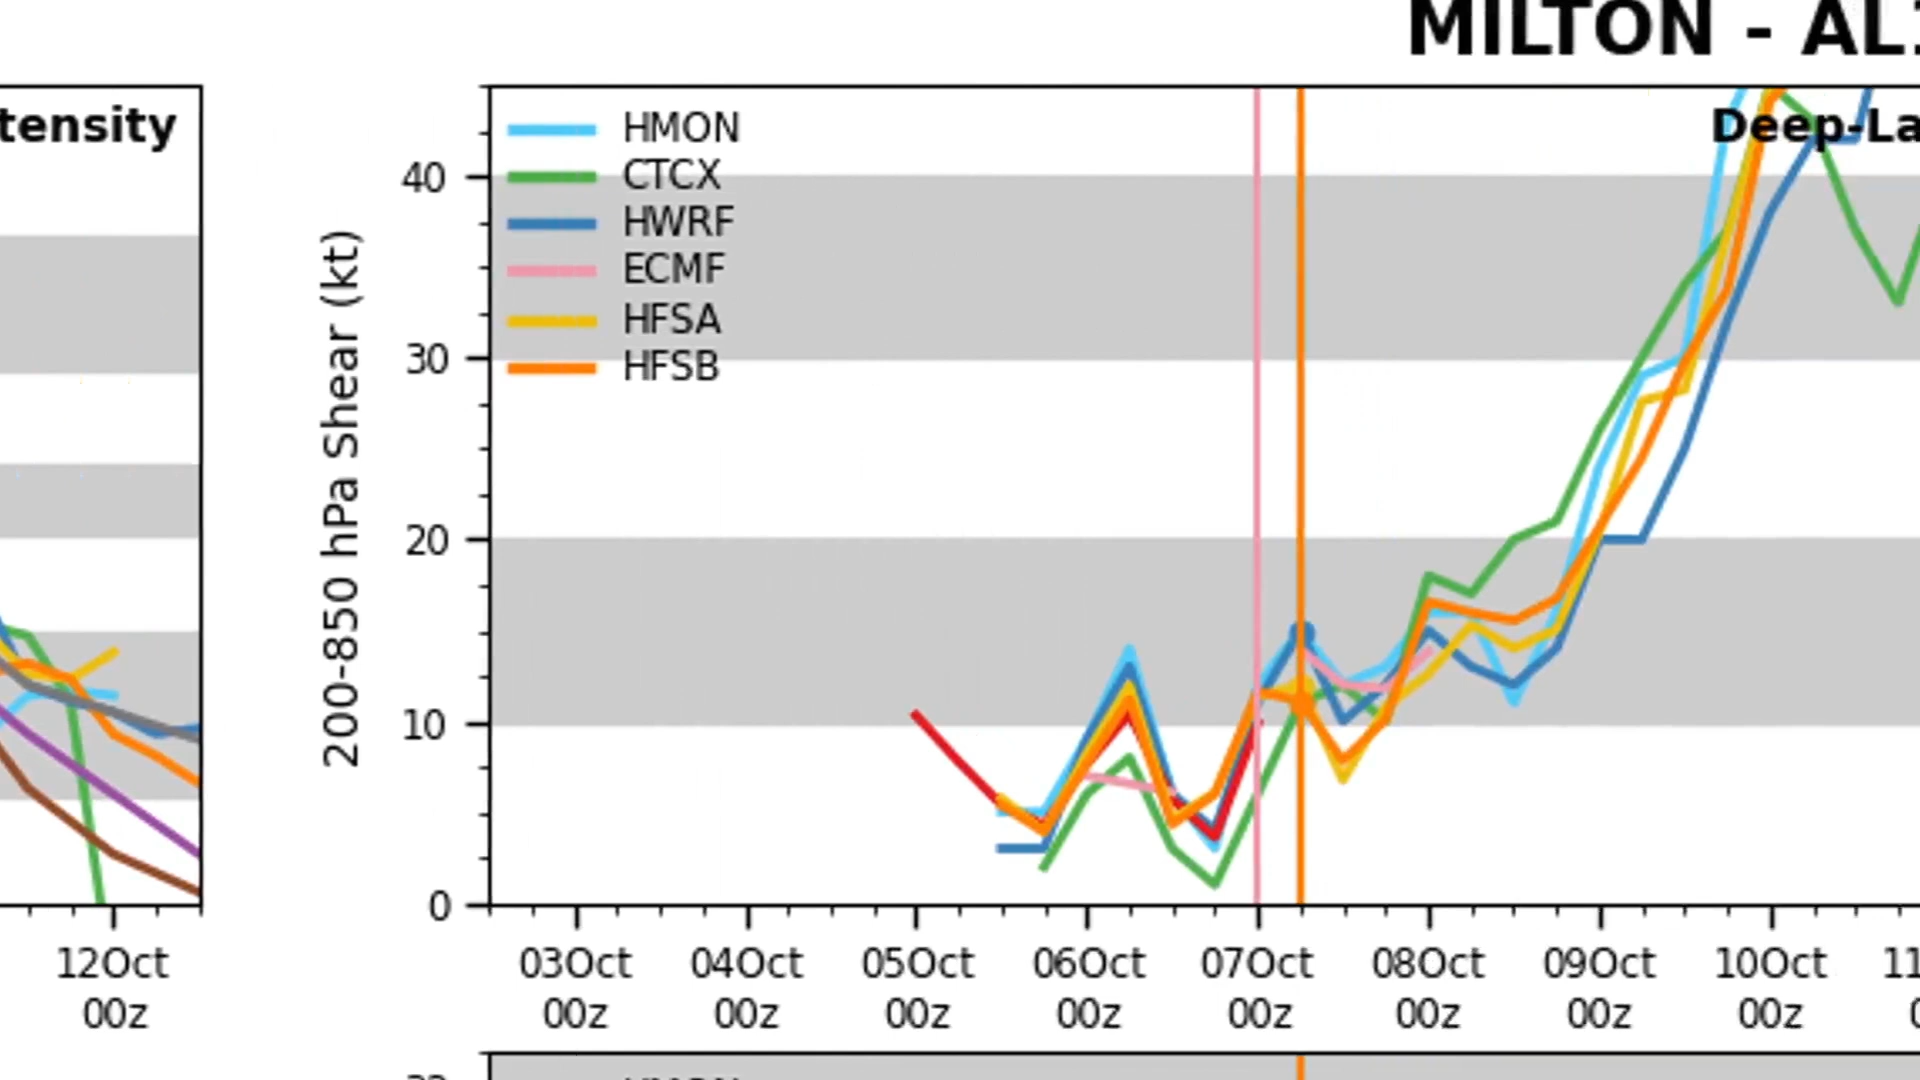 MILTON - AL
tensity
Deep-La
HMON
CTCX
HWRF
ECMF
HFSA
HFSB
200-850 hPa Shear (kt)
40
30
20
10
0
12Oct 03Oct 04Oct 05Oct 06Oct 07Oct 08Oct 09Oct 10Oct 11
00z 00z 00z 00z 00z 00z 00z 00z 00z